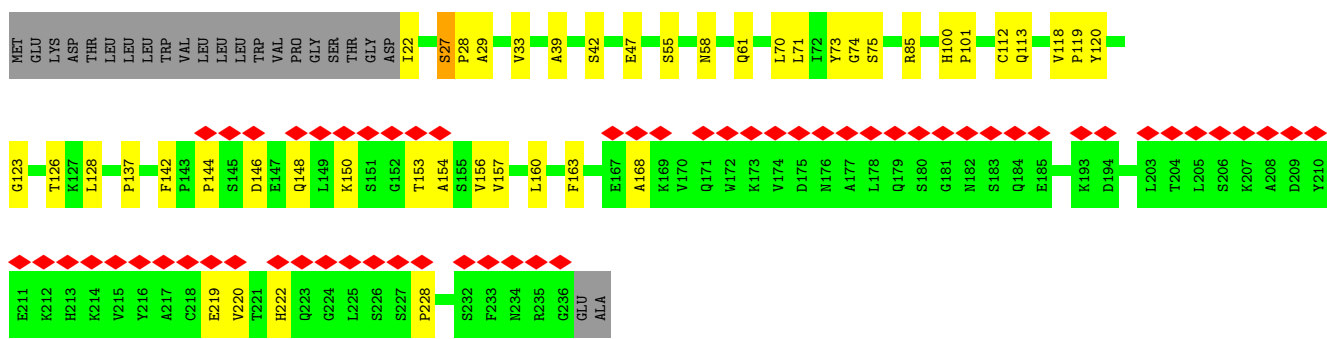 MET GLU LYS ASP THR LEU LEU LEU TRP VAL LEU LEU LEU TRP VAL PRO GLY SER THR GLY ASP I22 S27 P28 A29 V33 A39 S42 E47 S55 N58 Q61 L70 L71 I72 Y73 G74 S75 R85 H100 P101 C112 Q113 V118 P119 Y120
G123 T126 K127 L128 P137 F142 P143 P144 S145 D146 E147 Q148 L149 K150 S151 G152 T153 A154 S155 V156 V157 L160 F163 E167 A168 K169 V170 Q171 W172 K173 V174 D175 N176 A177 L178 Q179 S180 G181 N182 S183 Q184 E185 K193 D194 L203 T204 L205 S206 K207 A208 D209 Y210
E211 K212 H213 K214 V215 Y216 A217 C218 E219 V220 T221 H222 Q223 G224 L225 S226 S227 P228 S232 F233 N234 R235 G236 GLU ALA